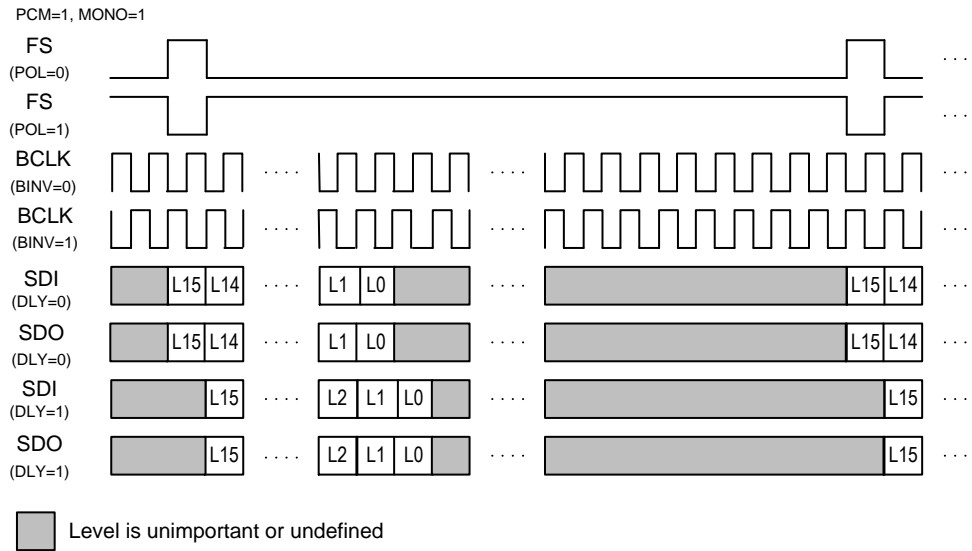 PCM=1, MONO=1
FS
(POL=0)
. . .
FS
(POL=1)
. . .
BCLK
(BINV=0)
. . . .
. . . .
. . .
BCLK
(BINV=1)
. . . .
. . . .
. . .
SDI
(DLY=0)
L15 L14 . . . . L1 L0 . . . . L15 L14 . . .
SDO
(DLY=0)
L15 L14 . . . . L1 L0 . . . . L15 L14 . . .
SDI
(DLY=1)
L15 . . . . L2 L1 L0 . . . . L15 . . .
SDO
(DLY=1)
L15 . . . . L2 L1 L0 . . . . L15 . . .
Level is unimportant or undefined